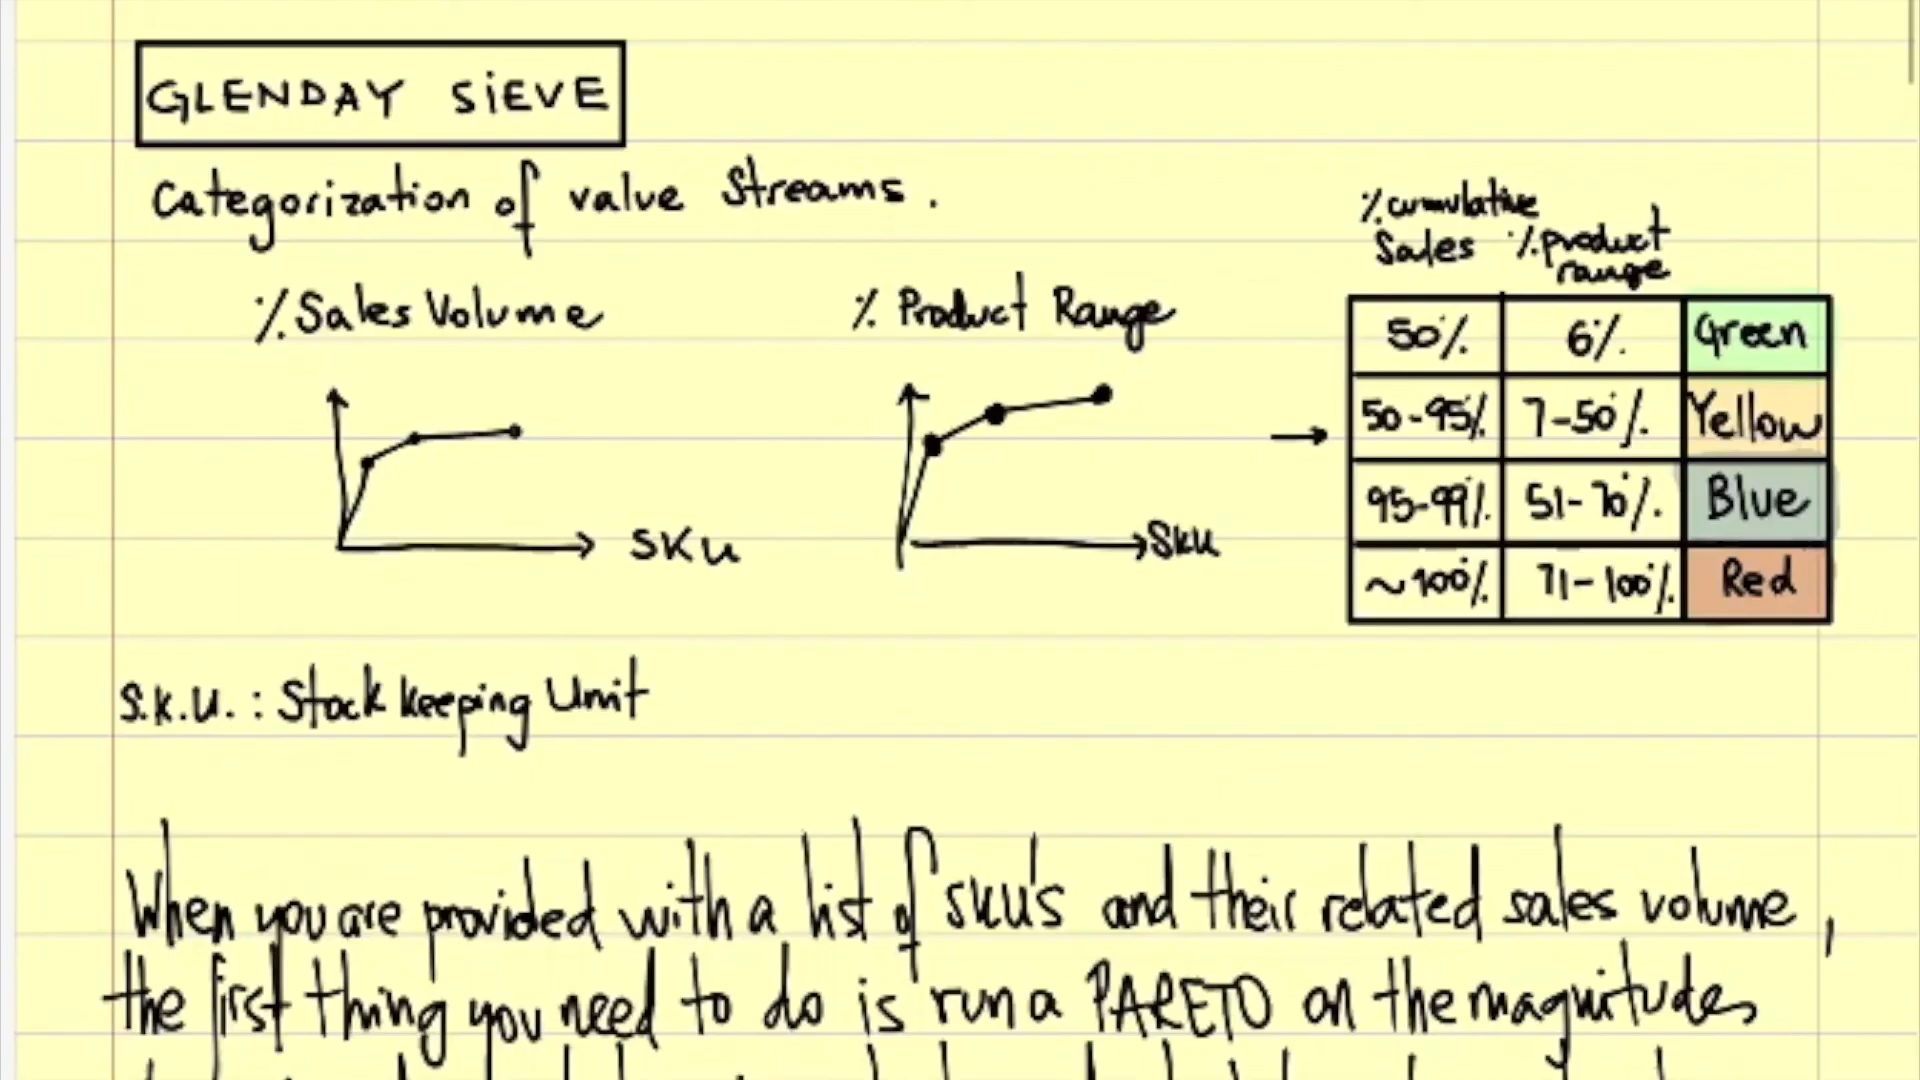 GLENDAY SiEVE
Categorization of value Streams.
% Sales Volume
% Product Range
% cumulative Sales
% product range
50% 6% Green
50-95% 7-50%. Yellow
95-99% 51-70%. Blue
~100% 71-100%. Red
SKU
SKU
S.K.U. : Stock keeping Unit
When you are provided with a list of SKU's and their related sales volume,
the first thing you need to do is run a PARETO on the magnitudes